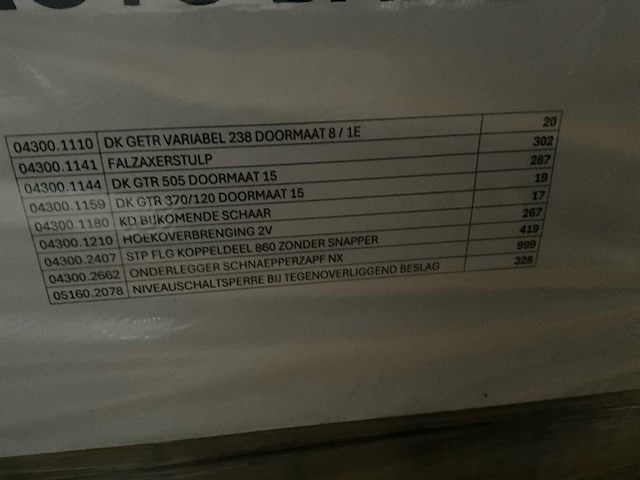 04300.1110 DK GETR VARIABEL 238 DOORMAAT 8 / 1E 20
04300.1141 FALZAXERSTULP 302
04300.1144 DK GTR 505 DOORMAAT 15 287
04300.1159 DK GTR 370/120 DOORMAAT 15 19
04300.1180 KD BIJKOMENDE SCHAAR 17
04300.1210 HOEKOVERBRENGING 2V 267
04300.2407 STP FLG KOPPELDEEL 860 ZONDER SNAPPER 419
04300.2662 ONDERLEGGER SCHNAEPPERZAPF NX 999
05160.2078 NIVEAUSCHALTSPERRE BIJ TEGENOVERLIGGEND BESLAG 328